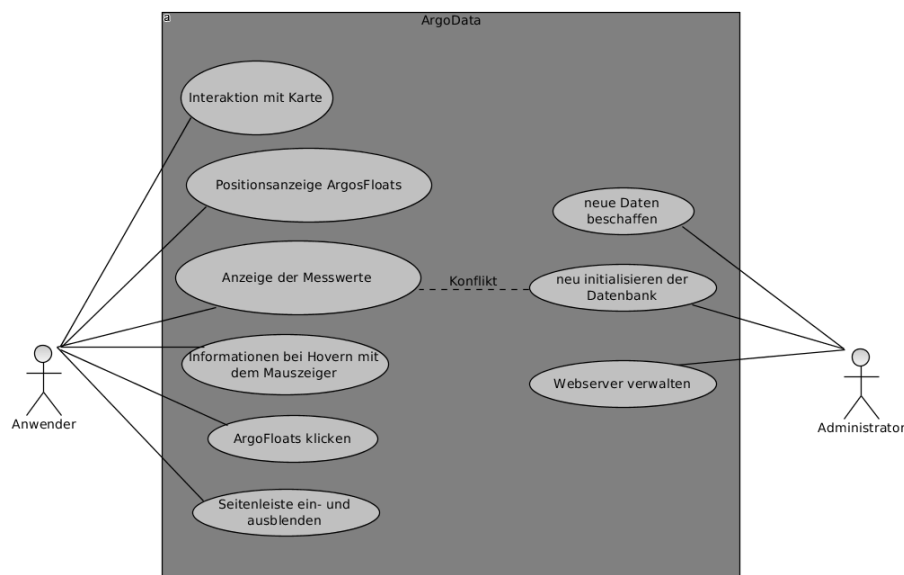 a
ArgoData
Interaktion mit Karte
Positionsanzeige ArgosFloats
neue Daten
beschaffen
Anzeige der Messwerte
Konflikt
neu initialisieren der
Datenbank
Informationen bei Hovern mit
dem Mauszeiger
Webserver verwalten
Anwender
Administrator
ArgoFloats klicken
Seitenleiste ein- und
ausblenden